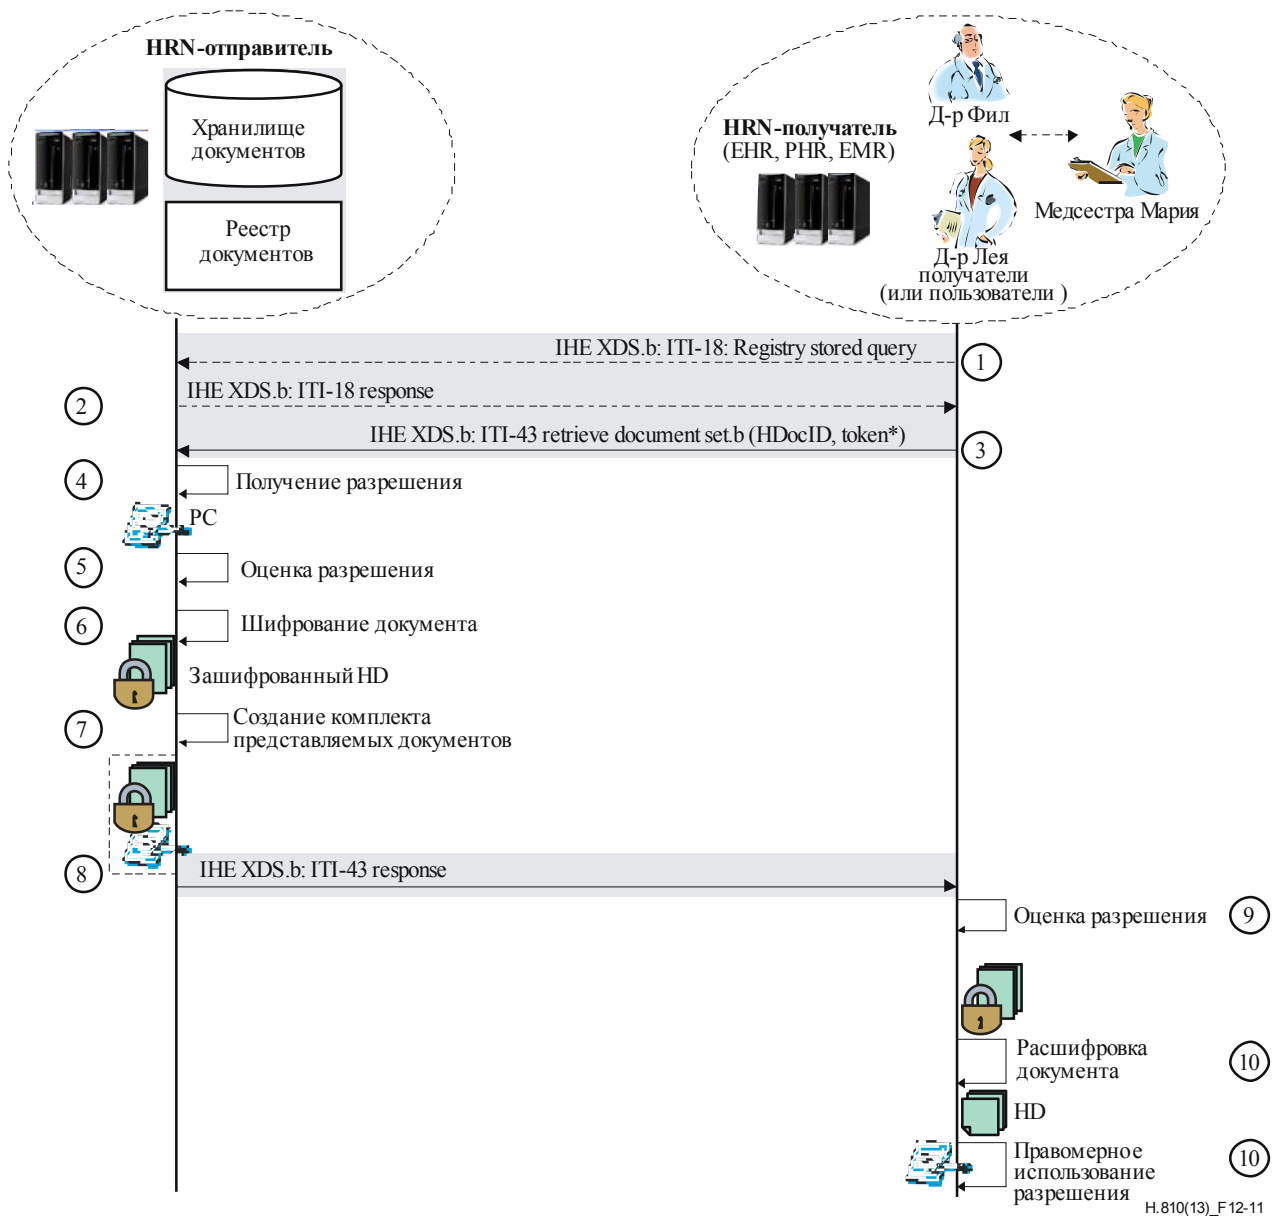 HRN-отправитель
Хранилище
документов
Реестр
документов
Д-р Фил
HRN-получатель
(EHR, PHR, EMR)
Медсестра Мария
Д-р Лея
получатели
(или пользователи )
IHE XDS.b: ITI-18: Registry stored query
1
IHE XDS.b: ITI-18 response
2
IHE XDS.b: ITI-43 retrieve document set.b (HDocID, token*)
3
4
Получение разрешения
PC
5
Оценка разрешения
6
Шифрование документа
Зашифрованный HD
7
Создание комплекта
представляемых документов
8
IHE XDS.b: ITI-43 response
Оценка разрешения
9
Расшифровка
документа
10
HD
Правомерное
использование
разрешения
10
H.810(13)_F12-11